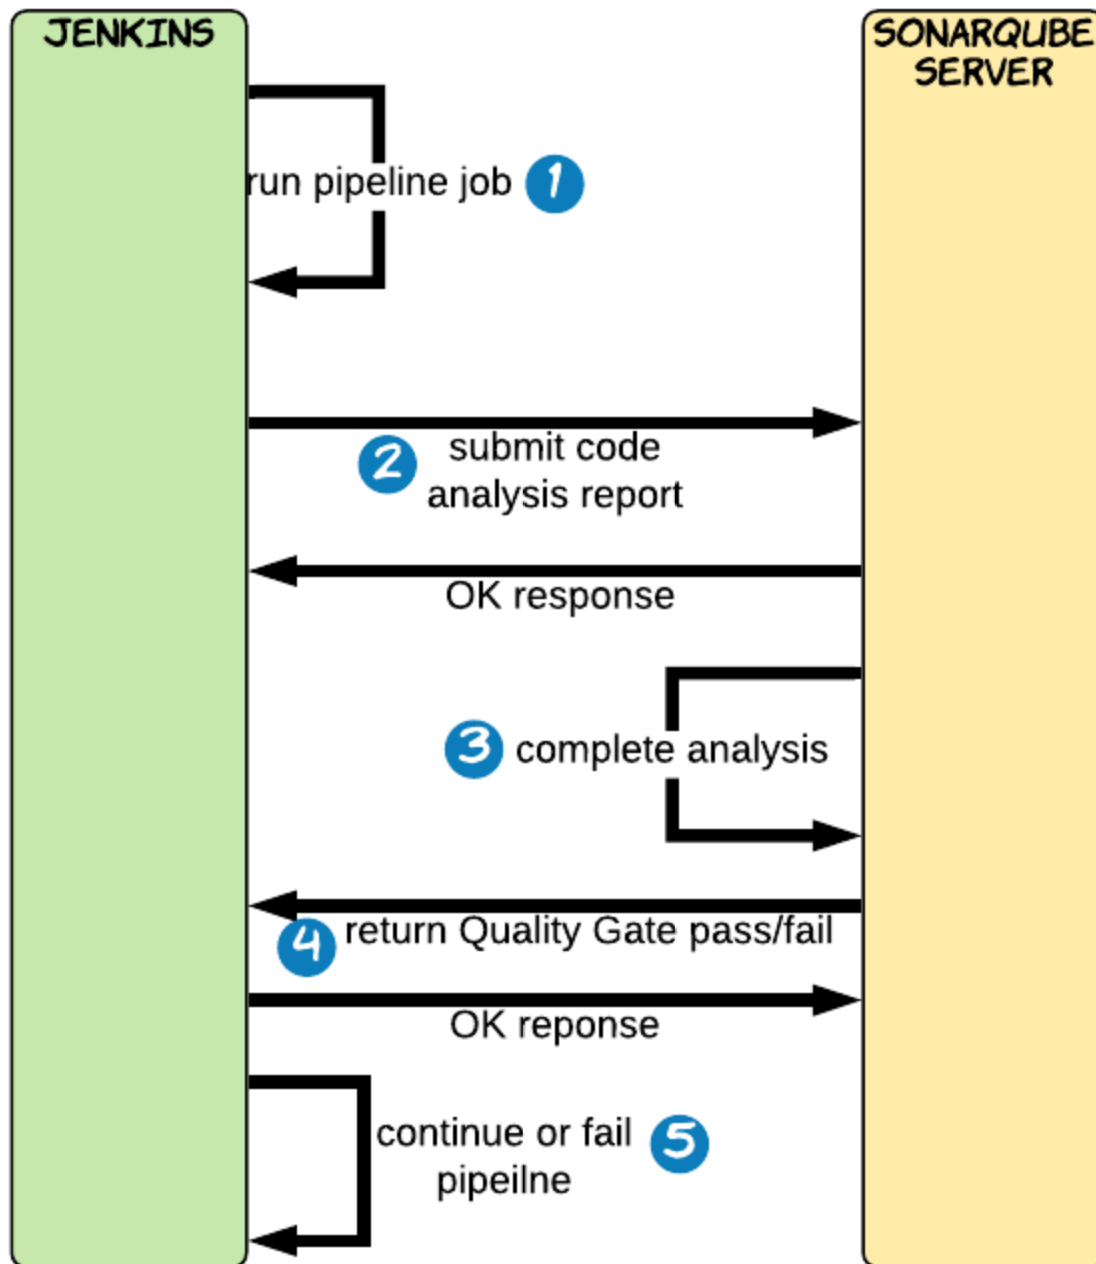 JENKINS
SONARQUBE
SERVER
run pipeline job 1
2 submit code
analysis report
OK response
3 complete analysis
4 return Quality Gate pass/fail
OK reponse
continue or fail 5
pipeilne